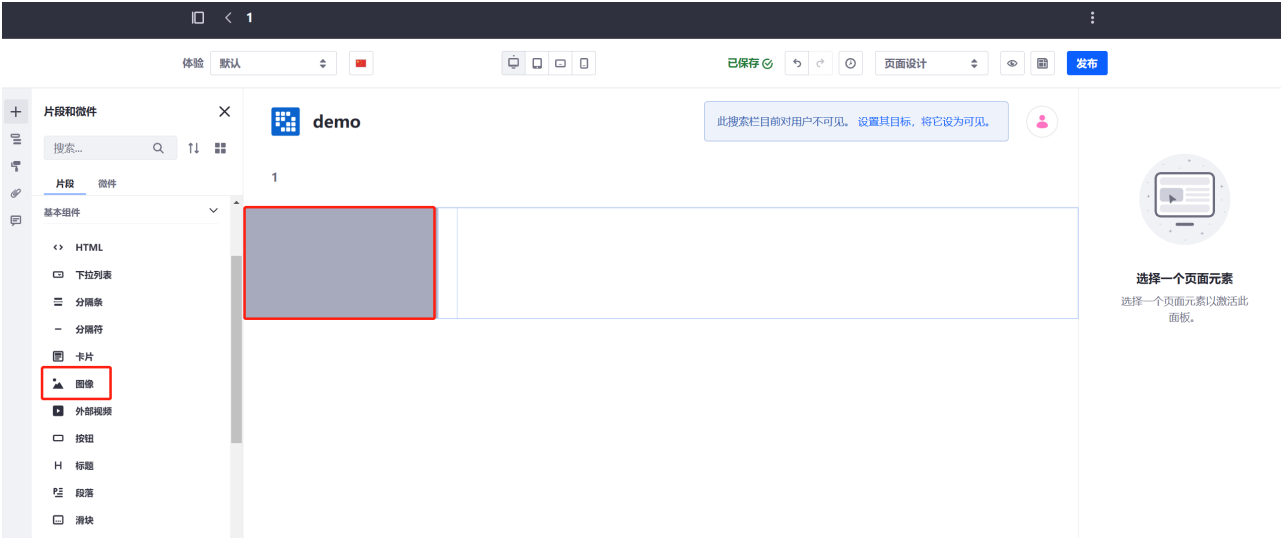 1
体验 默认
已保存 页面设计 发布
片段和微件
搜索...
片段 微件
基本组件
HTML
下拉列表
分隔条
分隔符
卡片
图像
外部视频
按钮
标题
段落
滑块
demo
此搜索栏目前对用户不可见。 设置其目标，将它设为可见。
1
选择一个页面元素
选择一个页面元素以激活此
面板。